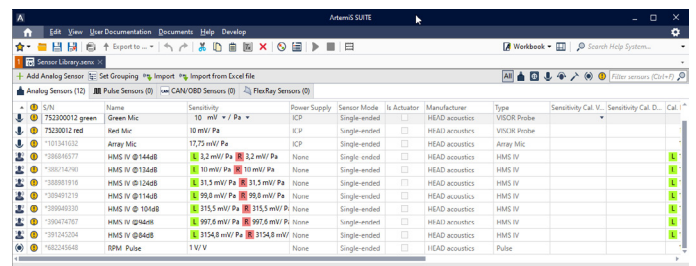 ArtemiS SUITE
Edit View User Documentation Documents Help Develop
Export to ... Workbook Search Help System...
1 Sensor Library.senx
Add Analog Sensor Set Grouping Import Import from Excel file All Filter sensors (Ctrl+F)
Analog Sensors (12) Pulse Sensors (0) CAN/OBD Sensors (0) FlexRay Sensors (0)
S/N Name Sensitivity Power Supply Sensor Mode Is Actuator Manufacturer Type Sensitivity Cal. V... Sensitivity Cal. D... Cal.
752300012 green Green Mic 10 mV / Pa ICP Single-ended HEAD acoustics VISOR Probe
75230012 red Red Mic 10 mV/ Pa ICP Single-ended HEAD acoustics VISOR Probe
*101341632 Array Mic 17,75 mV/ Pa ICP Single-ended HEAD acoustics Array Mic
*386846577 HMS IV @144dB L 3,2 mV/ Pa R 3,2 mV/ Pa None Single-ended HEAD acoustics HMS IV L
HMS IV @134dB L 10 mV/ Pa R 10 mV/ Pa None Single-ended HEAD acoustics HMS IV L
*388981916 HMS IV @124dB L 31,5 mV/ Pa R 31,5 mV/ Pa None Single-ended HEAD acoustics HMS IV L
*389491219 HMS IV @114dB L 99,8 mV/ Pa R 99,8 mV/ Pa None Single-ended HEAD acoustics HMS IV L
HMS IV @ 104dB L 315,5 mV/ Pa R 315,5 mV/ P None Single-ended HEAD acoustics HMS IV L
*390474767 HMS IV @94dB L 997,6 mV/ Pa R 997,6 mV/ P None Single-ended HEAD acoustics HMS IV L
*391245204 HMS IV @84dB L 3154,8 mV/ Pa R 3154,8 mV/ None Single-ended HEAD acoustics HMS IV L
*682245648 RPM Pulse 1 V/ V None Single-ended HEAD acoustics Pulse